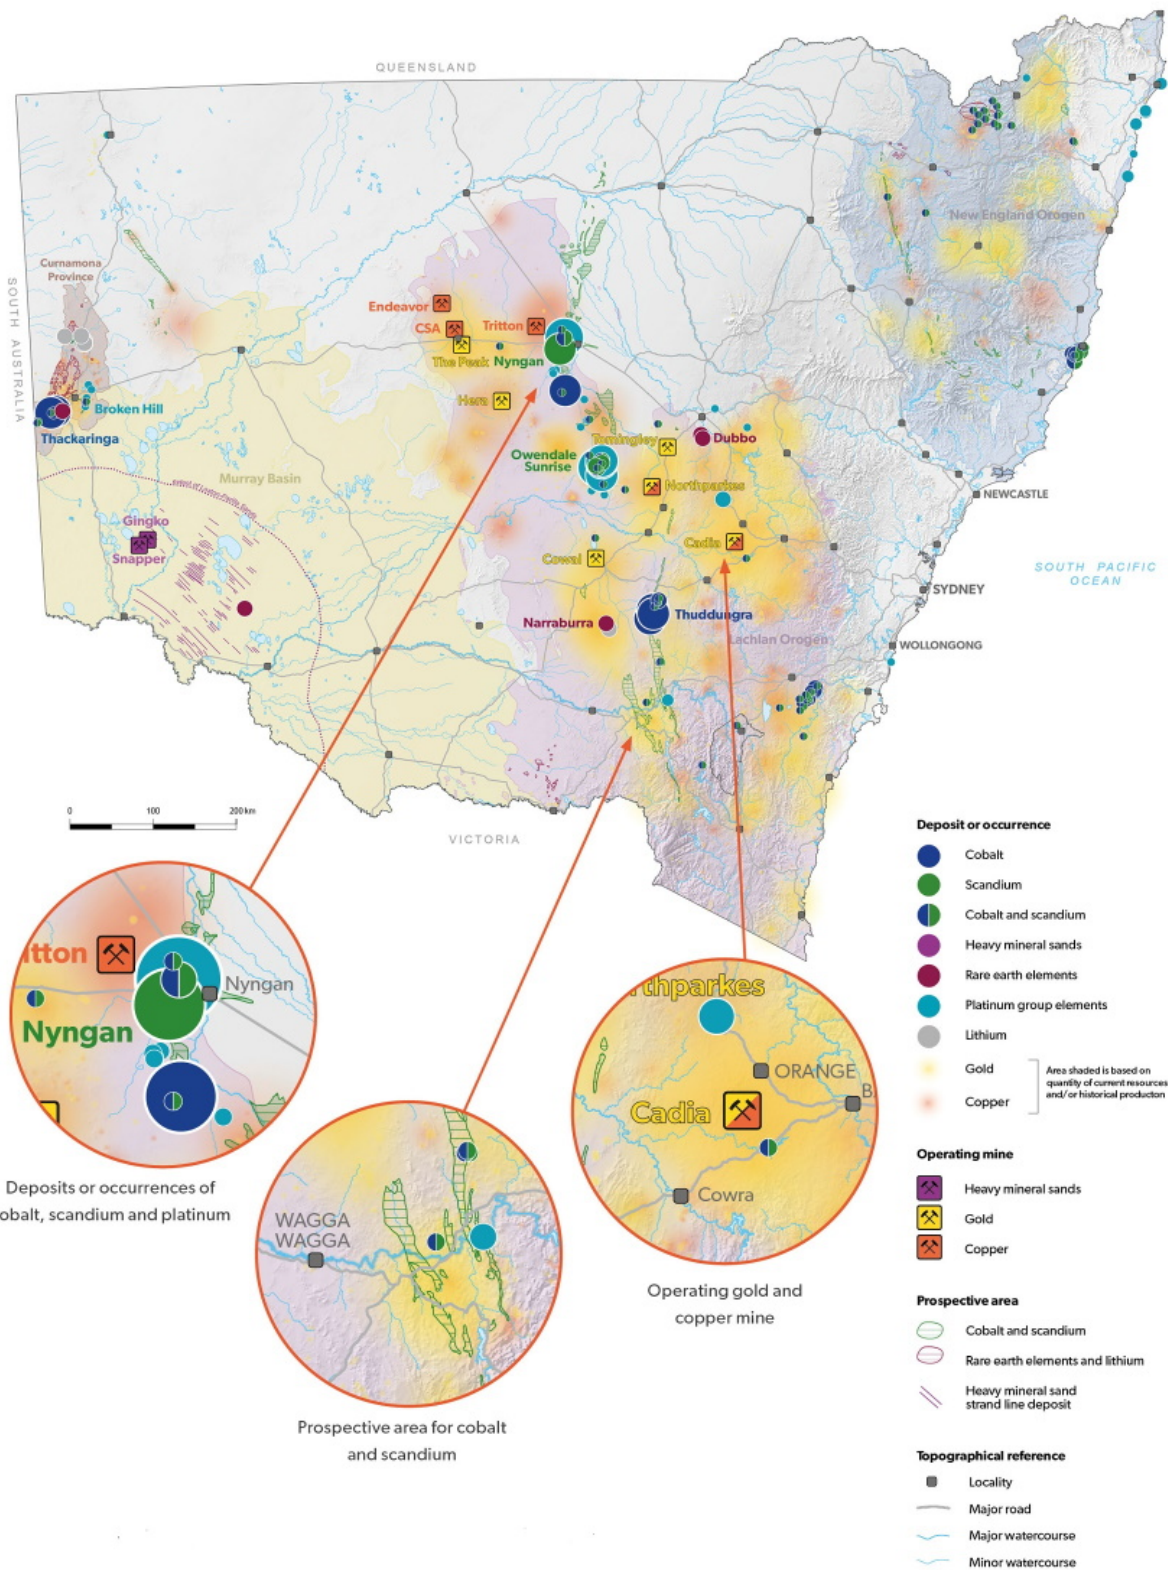 QUEENSLAND
New England Orogen
Curnamona
Province
SOUTH AUSTRALIA
Endeavor
CSA
Tritton
The Peak
Nyngan
Hera
Broken Hill
Thackaringa
Tomingley
Dubbo
Owendale
Sunrise
Murray Basin
Northparkes
NEWCASTLE
Gingko
Snapper
Cadia
Cowal
SOUTH PACIFIC
OCEAN
SYDNEY
Narraburra
Thuddungra
Lachlan Orogen
WOLLONGONG
0 100 200 km
VICTORIA
Deposit or occurrence
Cobalt
Scandium
Cobalt and scandium
Heavy mineral sands
Rare earth elements
Platinum group elements
Lithium
Gold
Copper
Area shaded is based on
quantity of current resources
and/or historical producton
Operating mine
Heavy mineral sands
Gold
Copper
Prospective area
Cobalt and scandium
Rare earth elements and lithium
Heavy mineral sand
strand line deposit
Topographical reference
Locality
Major road
Major watercourse
Minor watercourse
itton
Nyngan
Nyngan
Deposits or occurrences of
obalt, scandium and platinum
WAGGA
WAGGA
Prospective area for cobalt
and scandium
rthparkes
ORANGE
B
Cadia
Cowra
Operating gold and
copper mine